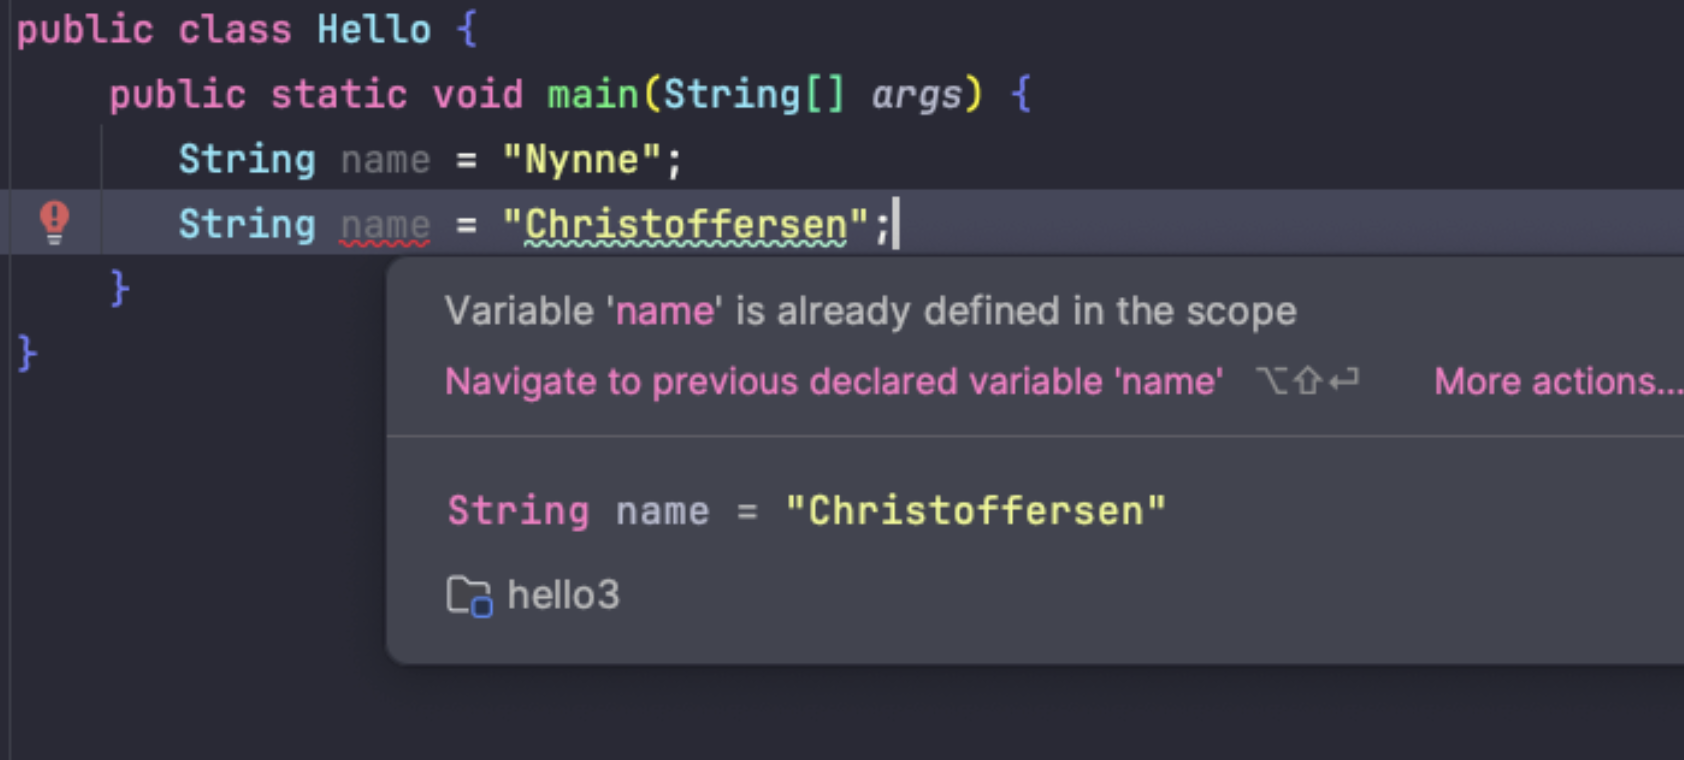 public class Hello {
public static void main(String[] args) {
String name = "Nynne";
String name = "Christoffersen";
}
}
Variable 'name' is already defined in the scope
Navigate to previous declared variable 'name' ⌥⇧⏎ More actions...
String name = "Christoffersen"
hello3